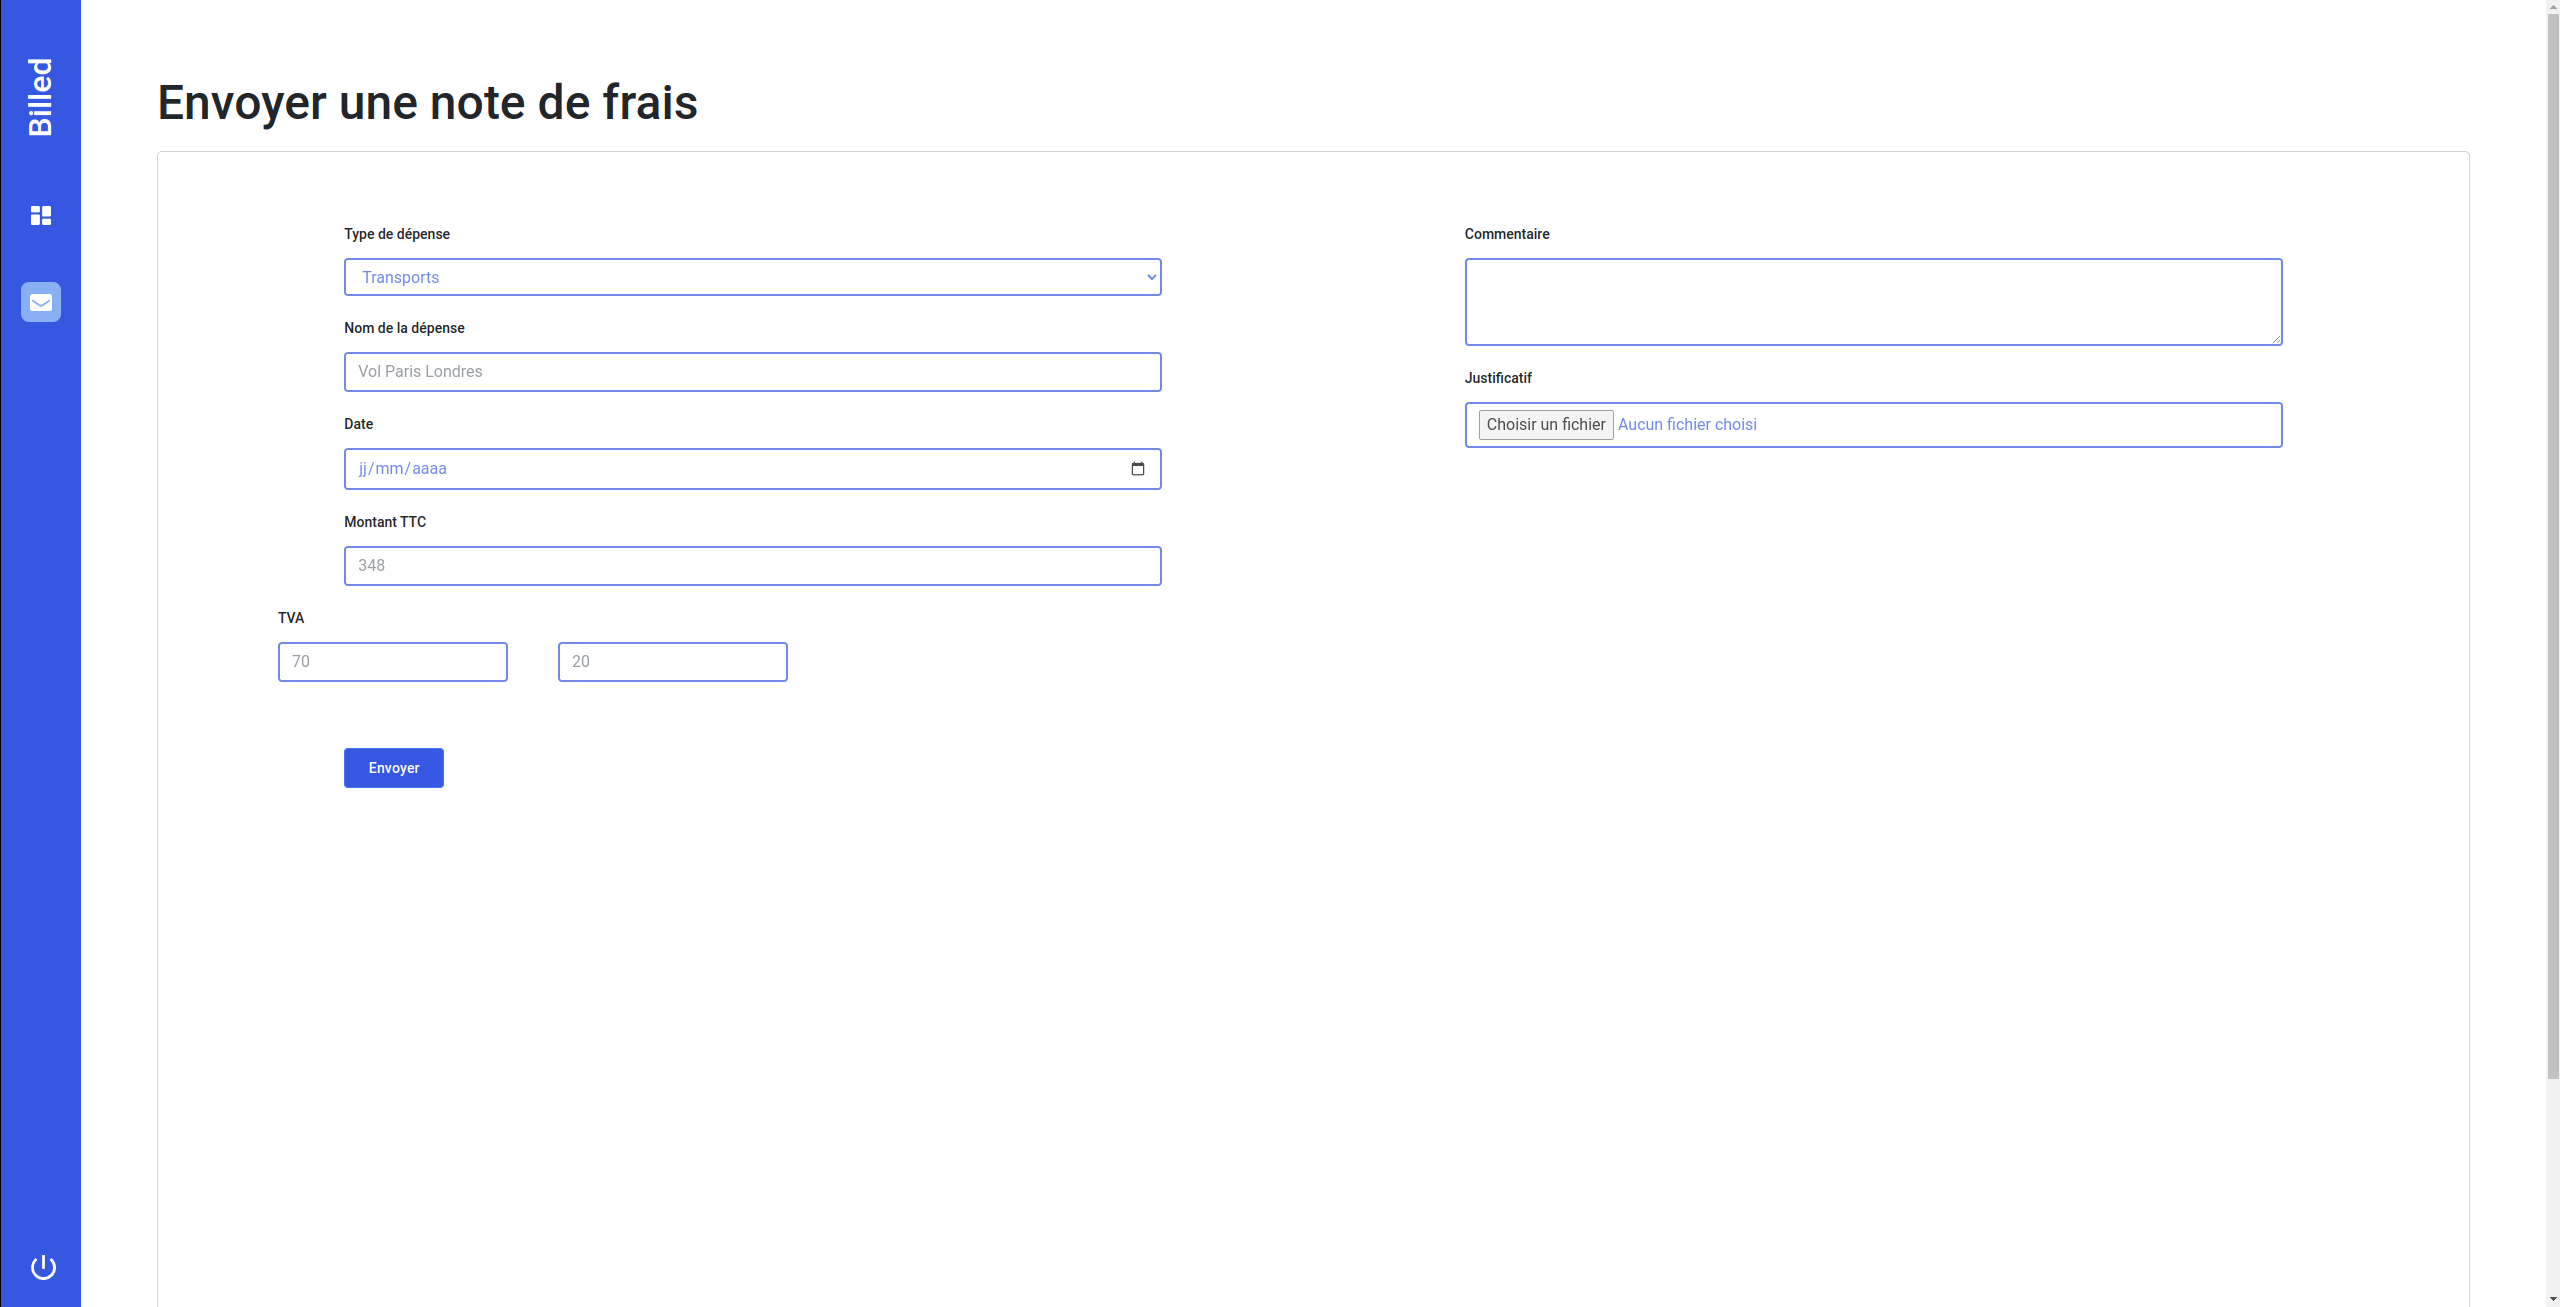 Billed
Envoyer une note de frais
Type de dépense
Transports
Nom de la dépense
Vol Paris Londres
Date
jj/mm/aaaa
Montant TTC
348
TVA
70 20
Envoyer
Commentaire
Justificatif
Choisir un fichier Aucun fichier choisi